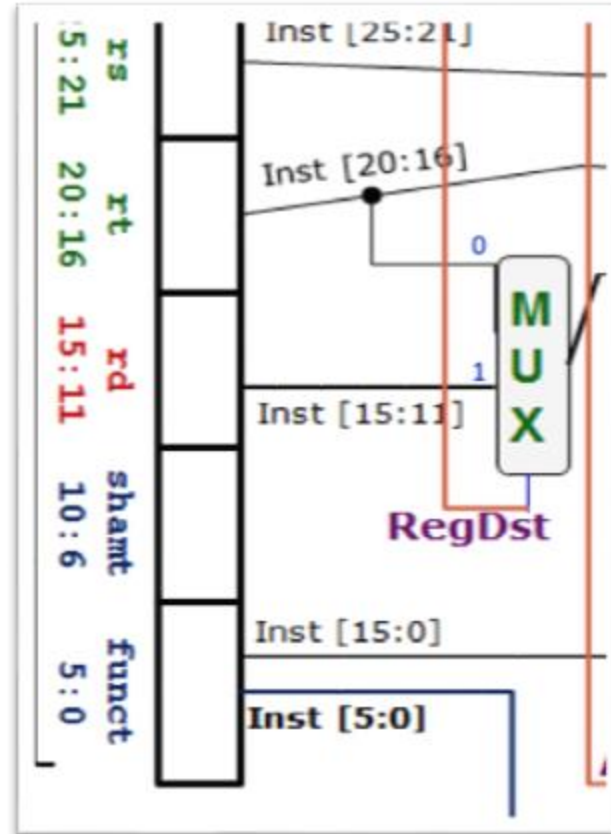 rs
5:21
Inst [25:21]
rt
20:16
Inst [20:16]
0
MUX
rd
15:11
1
Inst [15:11]
shamt
10:6
RegDst
funct
5:0
Inst [15:0]
Inst [5:0]